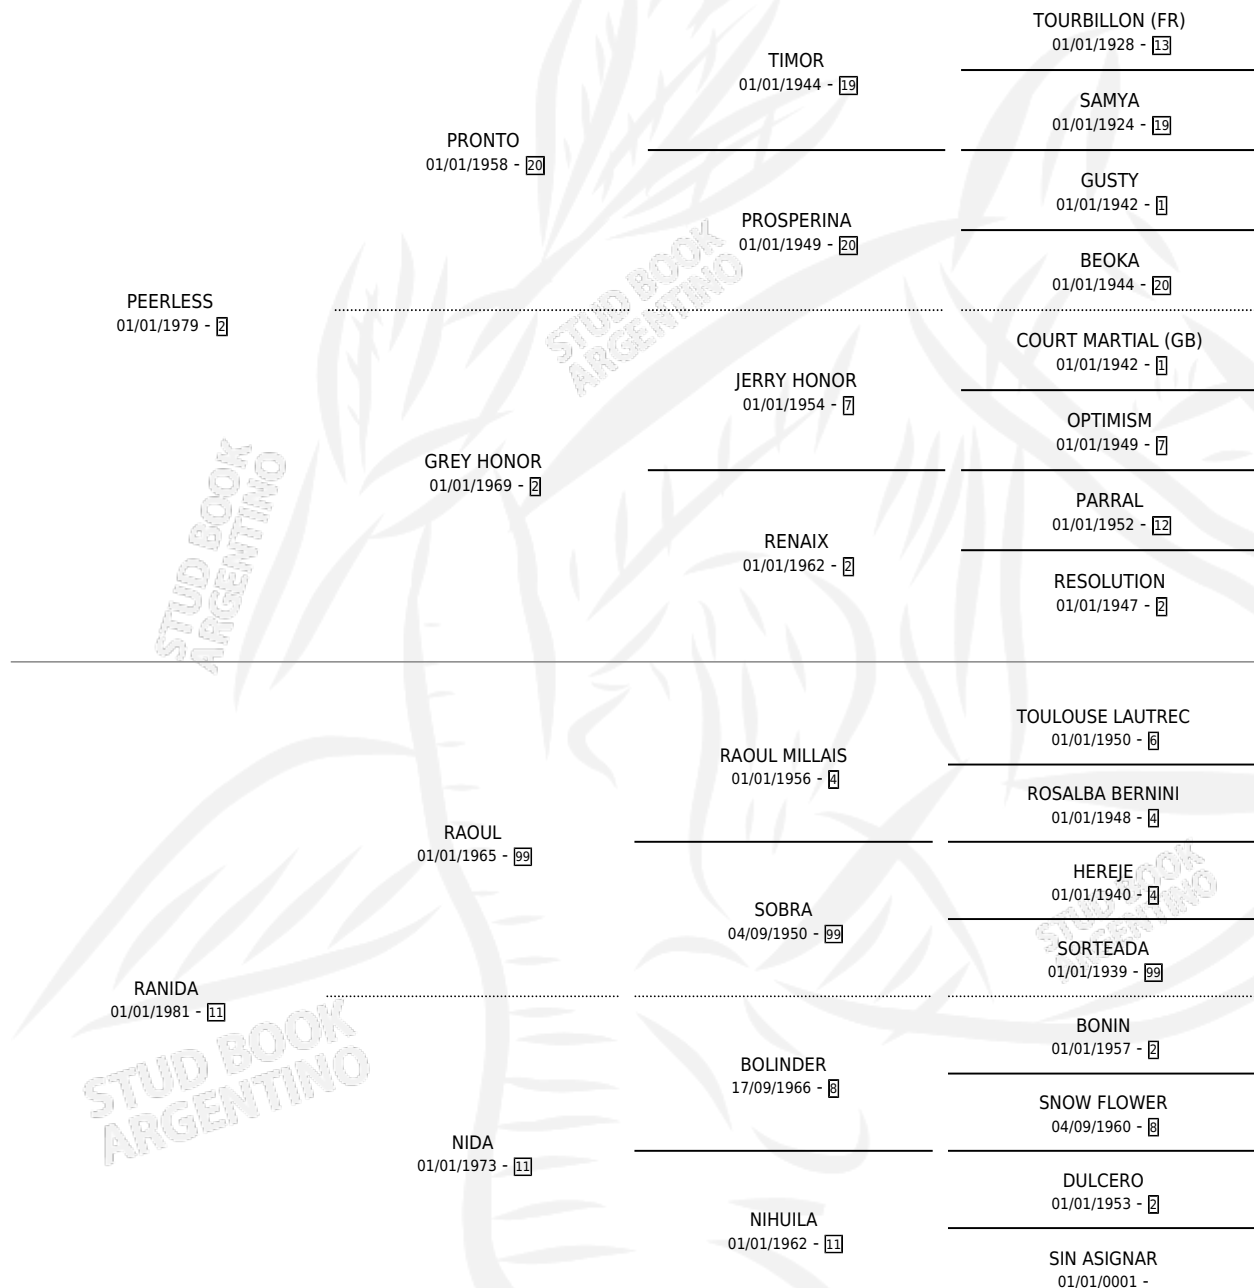 TOURBILLON (FR)
01/01/1928 - 13
TIMOR
01/01/1944 - 19
SAMYA
01/01/1924 - 19
PRONTO
01/01/1958 - 20
GUSTY
01/01/1942 - 1
PROSPERINA
01/01/1949 - 20
BEOKA
01/01/1944 - 20
PEERLESS
01/01/1979 - 2
COURT MARTIAL (GB)
01/01/1942 - 1
JERRY HONOR
01/01/1954 - 7
OPTIMISM
01/01/1949 - 7
GREY HONOR
01/01/1969 - 2
PARRAL
01/01/1952 - 12
RENAIX
01/01/1962 - 2
RESOLUTION
01/01/1947 - 2
TOULOUSE LAUTREC
01/01/1950 - 6
RAOUL MILLAIS
01/01/1956 - 4
ROSALBA BERNINI
01/01/1948 - 4
RAOUL
01/01/1965 - 99
HEREJE
01/01/1940 - 4
SOBRA
04/09/1950 - 99
SORTEADA
01/01/1939 - 99
RANIDA
01/01/1981 - 11
BONIN
01/01/1957 - 2
BOLINDER
17/09/1966 - 8
SNOW FLOWER
04/09/1960 - 8
NIDA
01/01/1973 - 11
DULCERO
01/01/1953 - 2
NIHUILA
01/01/1962 - 11
SIN ASIGNAR
01/01/0001 -
STUD BOOK
ARGENTINO
STUD BOOK
ARGENTINO
STUD BOOK
ARGENTINO
STUD BOOK
ARGENTINO